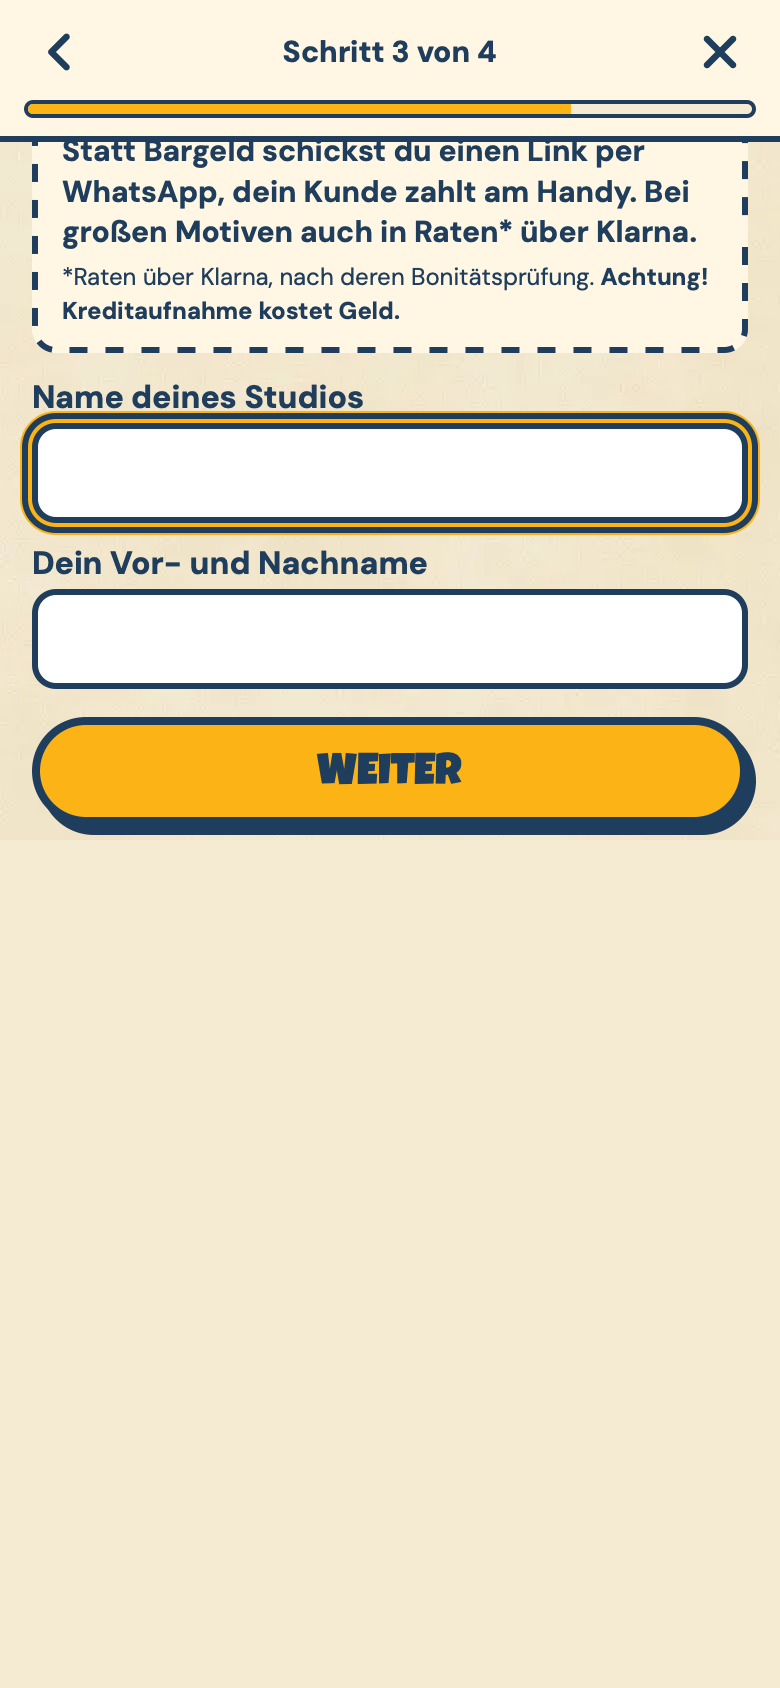 Schritt 3 von 4
Statt Bargeld schickst du einen Link per
WhatsApp, dein Kunde zahlt am Handy. Bei
großen Motiven auch in Raten* über Klarna.
*Raten über Klarna, nach deren Bonitätsprüfung. Achtung!
Kreditaufnahme kostet Geld.
Name deines Studios
Dein Vor- und Nachname
WEITER